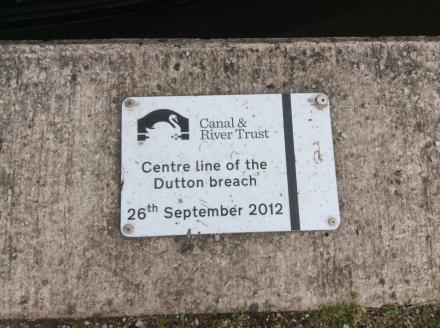 Canal &
River Trust
Centre line of the
Dutton breach
26th September 2012